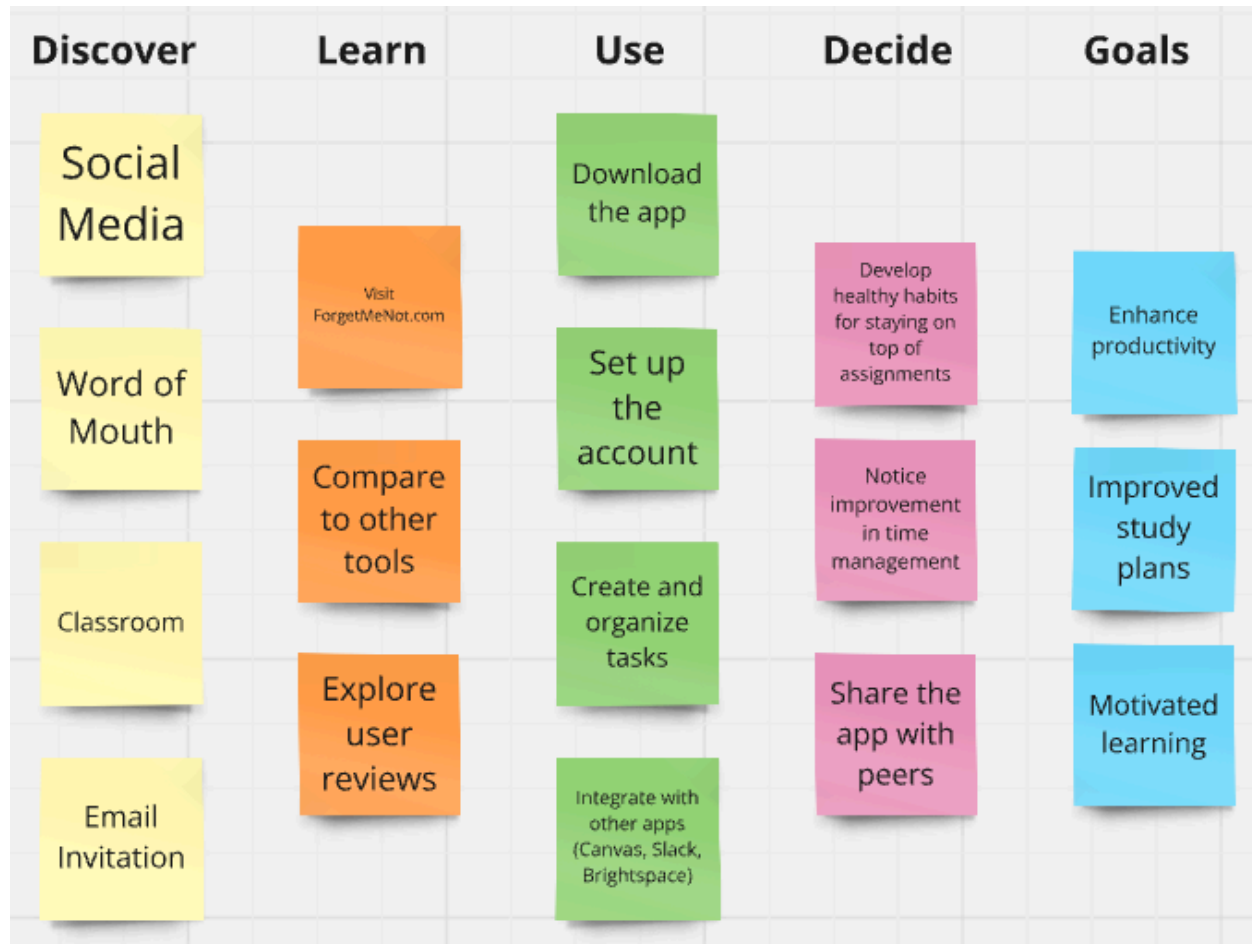 Discover
Learn
Use
Decide
Goals
Social
Media
Word of
Mouth
Classroom
Email
Invitation
Visit
ForgetMeNot.com
Compare
to other
tools
Explore
user
reviews
Download
the app
Set up
the
account
Create and
organize
tasks
Integrate with
other apps
(Canvas, Slack,
Brightspace)
Develop
healthy habits
for staying on
top of
assignments
Notice
improvement
in time
management
Share the
app with
peers
Enhance
productivity
Improved
study
plans
Motivated
learning